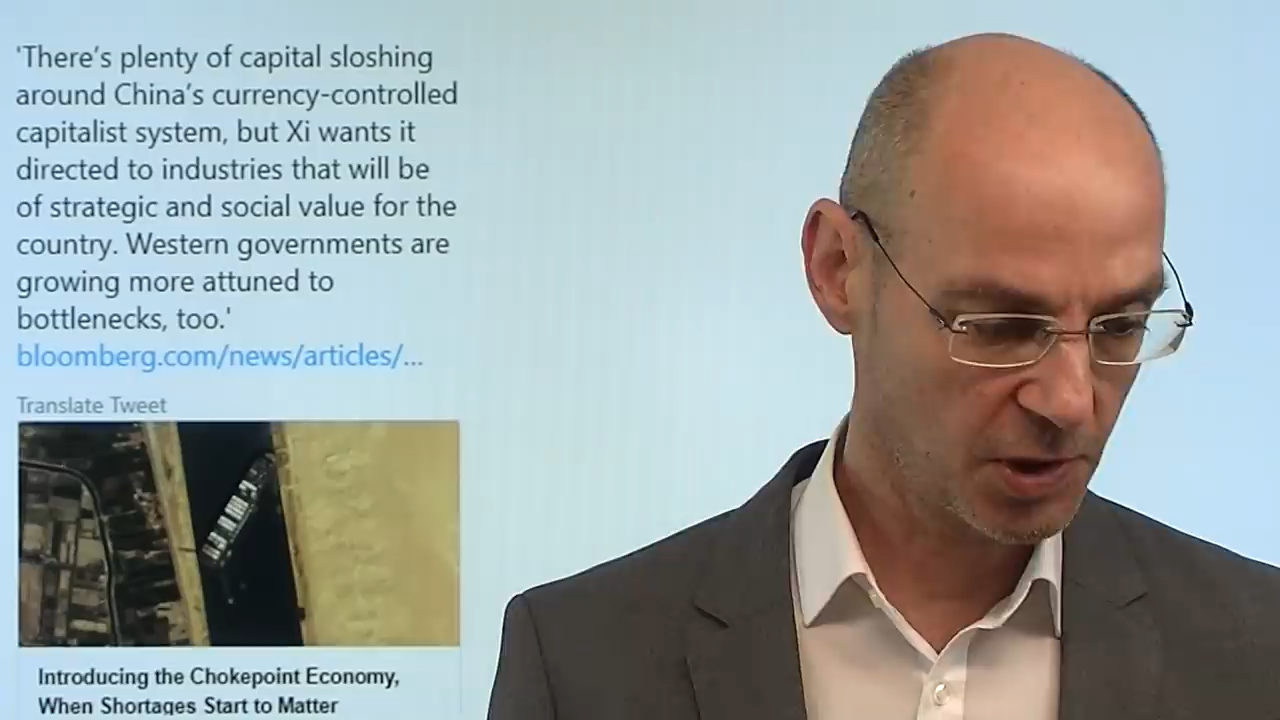 'There's plenty of capital sloshing
around China's currency-controlled
capitalist system, but Xi wants it
directed to industries that will be
of strategic and social value for the
country. Western governments are
growing more attuned to
bottlenecks, too.'
bloomberg.com/news/articles/...
Translate Tweet
Introducing the Chokepoint Economy,
When Shortages Start to Matter